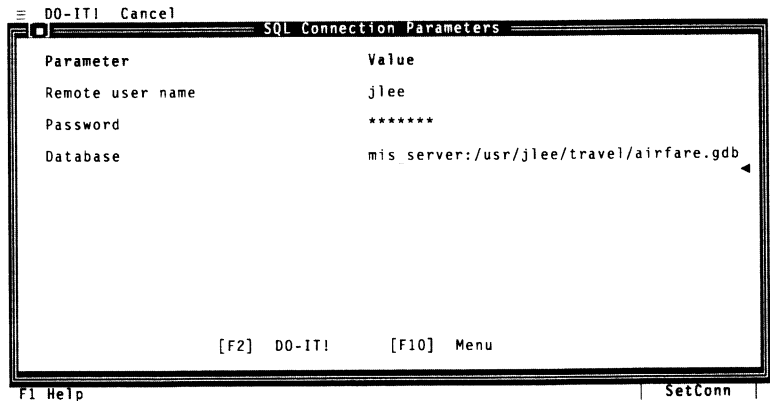 ≡ DO-IT! Cancel
SQL Connection Parameters
Parameter Value
Remote user name jlee
Password *******
Database mis_server:/usr/jlee/travel/airfare.gdb
[F2] DO-IT! [F10] Menu
F1 Help SetConn